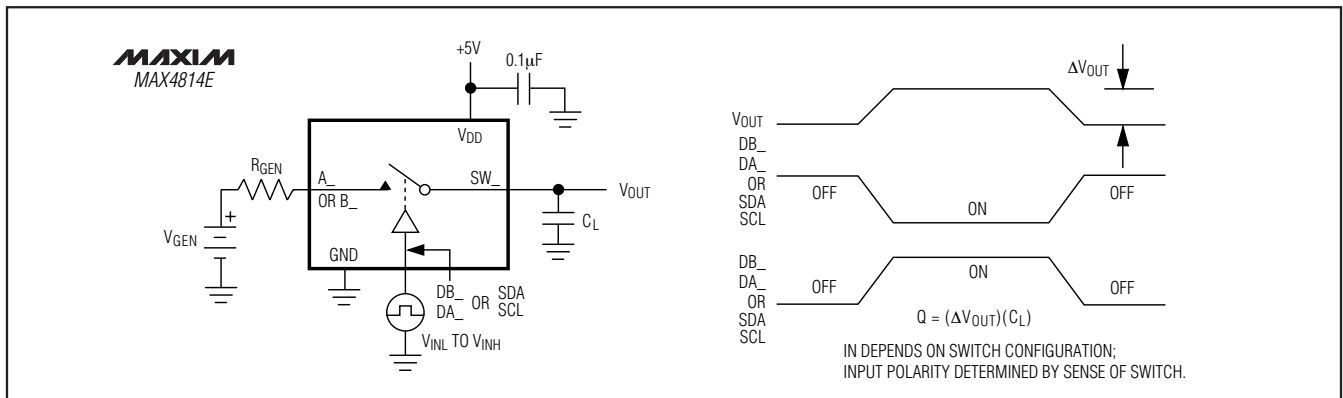 MAXIM
MAX4814E
+5V
0.1µF
VDD
RGEN
A_
OR B_
SW_
VOUT
CL
VGEN
GND
DB_
DA_
OR
SDA
SCL
VINL TO VINH
ΔVOUT
VOUT
DB_
DA_
OR
SDA
SCL
OFF
ON
OFF
DB_
DA_
OR
SDA
SCL
OFF
ON
OFF
Q = (ΔVOUT)(CL)
IN DEPENDS ON SWITCH CONFIGURATION;
INPUT POLARITY DETERMINED BY SENSE OF SWITCH.